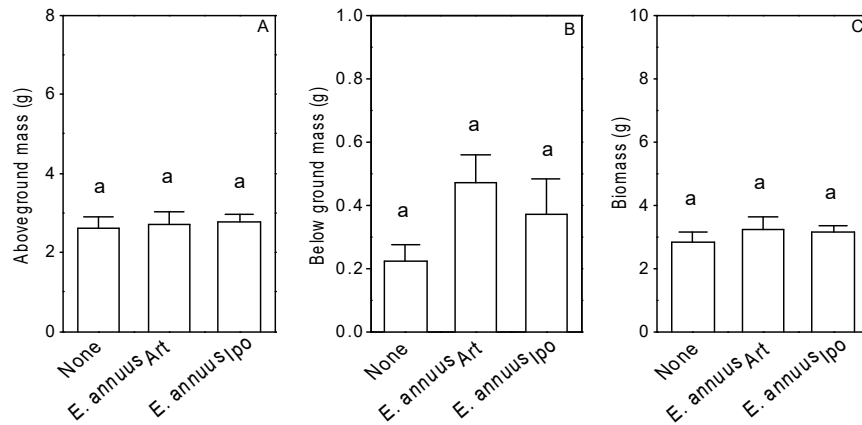 A
Aboveground mass (g)
8
6
4
2
0
a
a
a
None
E. annuus Art
E. annuus Ipo
B
Below ground mass (g)
1.0
0.8
0.6
0.4
0.2
0.0
a
a
a
None
E. annuus Art
E. annuus Ipo
C
Biomass (g)
10
8
6
4
2
0
a
a
a
None
E. annuus Art
E. annuus Ipo